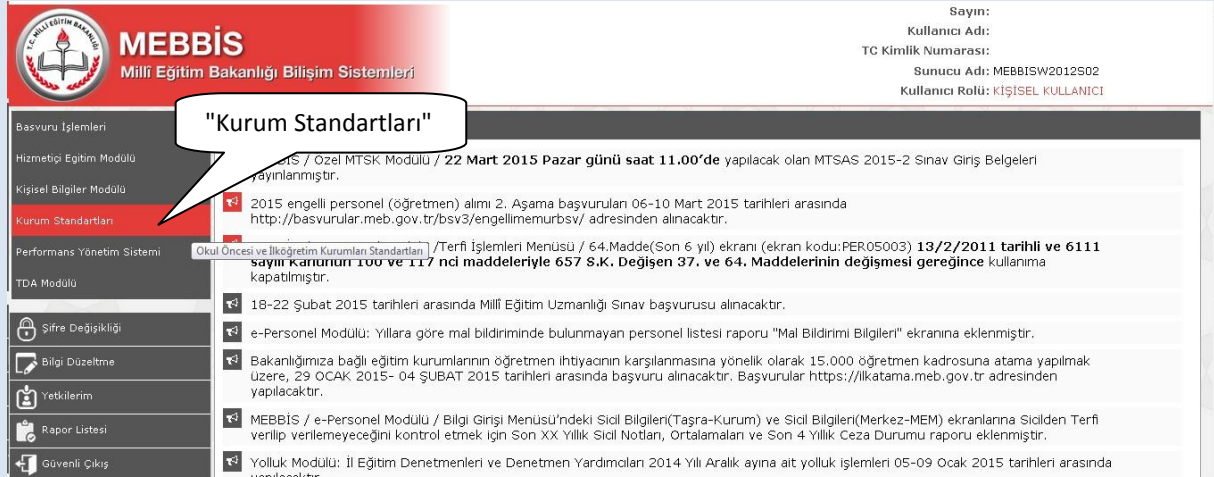 T.C. MİLLİ EĞİTİM BAKANLIĞI
MEBBİS
Millî Eğitim Bakanlığı Bilişim Sistemleri
Sayın:
Kullanıcı Adı:
TC Kimlik Numarası:
Sunucu Adı: MEBBISW2012S02
Kullanıcı Rolü: KİŞİSEL KULLANICI
"Kurum Standartları"
Basvuru İşlemleri
Hizmetiçi Egitim Modülü
Kişisel Bilgiler Modülü
Kurum Standartları
Performans Yönetim Sistemi
TDA Modülü
Okul Öncesi ve İlköğretim Kurumları Standartları
Şifre Değişikliği
Bilgi Düzeltme
Yetkilerim
Rapor Listesi
Güvenli Çıkış
/ Özel MTSK Modülü / 22 Mart 2015 Pazar günü saat 11.00’de yapılacak olan MTSAS 2015-2 Sınav Giriş Belgeleri
yayınlanmıştır.
2015 engelli personel (öğretmen) alımı 2. Aşama başvuruları 06-10 Mart 2015 tarihleri arasında
http://basvurular.meb.gov.tr/bsv3/engellimemurbsv/ adresinden alınacaktır.
/Terfi İşlemleri Menüsü / 64.Madde(Son 6 yıl) ekranı (ekran kodu:PER05003) 13/2/2011 tarihli ve 6111
sayılı Kanunun 100 ve 117 nci maddeleriyle 657 S.K. Değişen 37. ve 64. Maddelerinin değişmesi gereğince kullanıma
kapatılmıştır.
18-22 Şubat 2015 tarihleri arasında Millî Eğitim Uzmanlığı Sınav başvurusu alınacaktır.
e-Personel Modülü: Yıllara göre mal bildiriminde bulunmayan personel listesi raporu "Mal Bildirimi Bilgileri" ekranına eklenmiştir.
Bakanlığımıza bağlı eğitim kurumlarının öğretmen ihtiyacının karşılanmasına yönelik olarak 15.000 öğretmen kadrosuna atama yapılmak
üzere, 29 OCAK 2015- 04 ŞUBAT 2015 tarihleri arasında başvuru alınacaktır. Başvurular https://ilkatama.meb.gov.tr adresinden
yapılacaktır.
MEBBİS / e-Personel Modülü / Bilgi Girişi Menüsü’ndeki Sicil Bilgileri(Taşra-Kurum) ve Sicil Bilgileri(Merkez-MEM) ekranlarına Sicilden Terfi
verilip verilemeyeceğini kontrol etmek için Son XX Yıllık Sicil Notları, Ortalamaları ve Son 4 Yıllık Ceza Durumu raporu eklenmiştir.
Yolluk Modülü: İl Eğitim Denetmenleri ve Denetmen Yardımcıları 2014 Yılı Aralık ayına ait yolluk işlemleri 05-09 Ocak 2015 tarihleri arasında